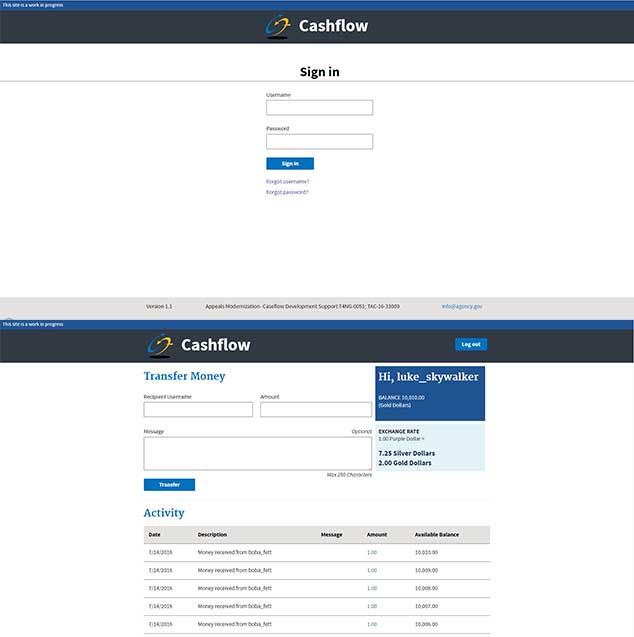 This site is a work in progress
Cashflow
Sign in
Username
Password
Sign in
Forgot username?
Forgot password?
Version 1.1 Appeals Modernization- Caseflow Development Support T4NG-0051; TAC-16-33009 info@agency.gov
This site is a work in progress
Cashflow Log out
Transfer Money
Recipient Username Amount
Message Optional
Max 250 Characters
Transfer
Hi, luke_skywalker
BALANCE 10,010.00
(Gold Dollars)
EXCHANGE RATE
1.00 Purple Dollar =
7.25 Silver Dollars
2.00 Gold Dollars
Activity
Date Description Message Amount Available Balance
7/14/2016 Money received from boba_fett 1.00 10,010.00
7/14/2016 Money received from boba_fett 1.00 10,009.00
7/14/2016 Money received from boba_fett 1.00 10,008.00
7/14/2016 Money received from boba_fett 1.00 10,007.00
7/14/2016 Money received from boba_fett 1.00 10,006.00